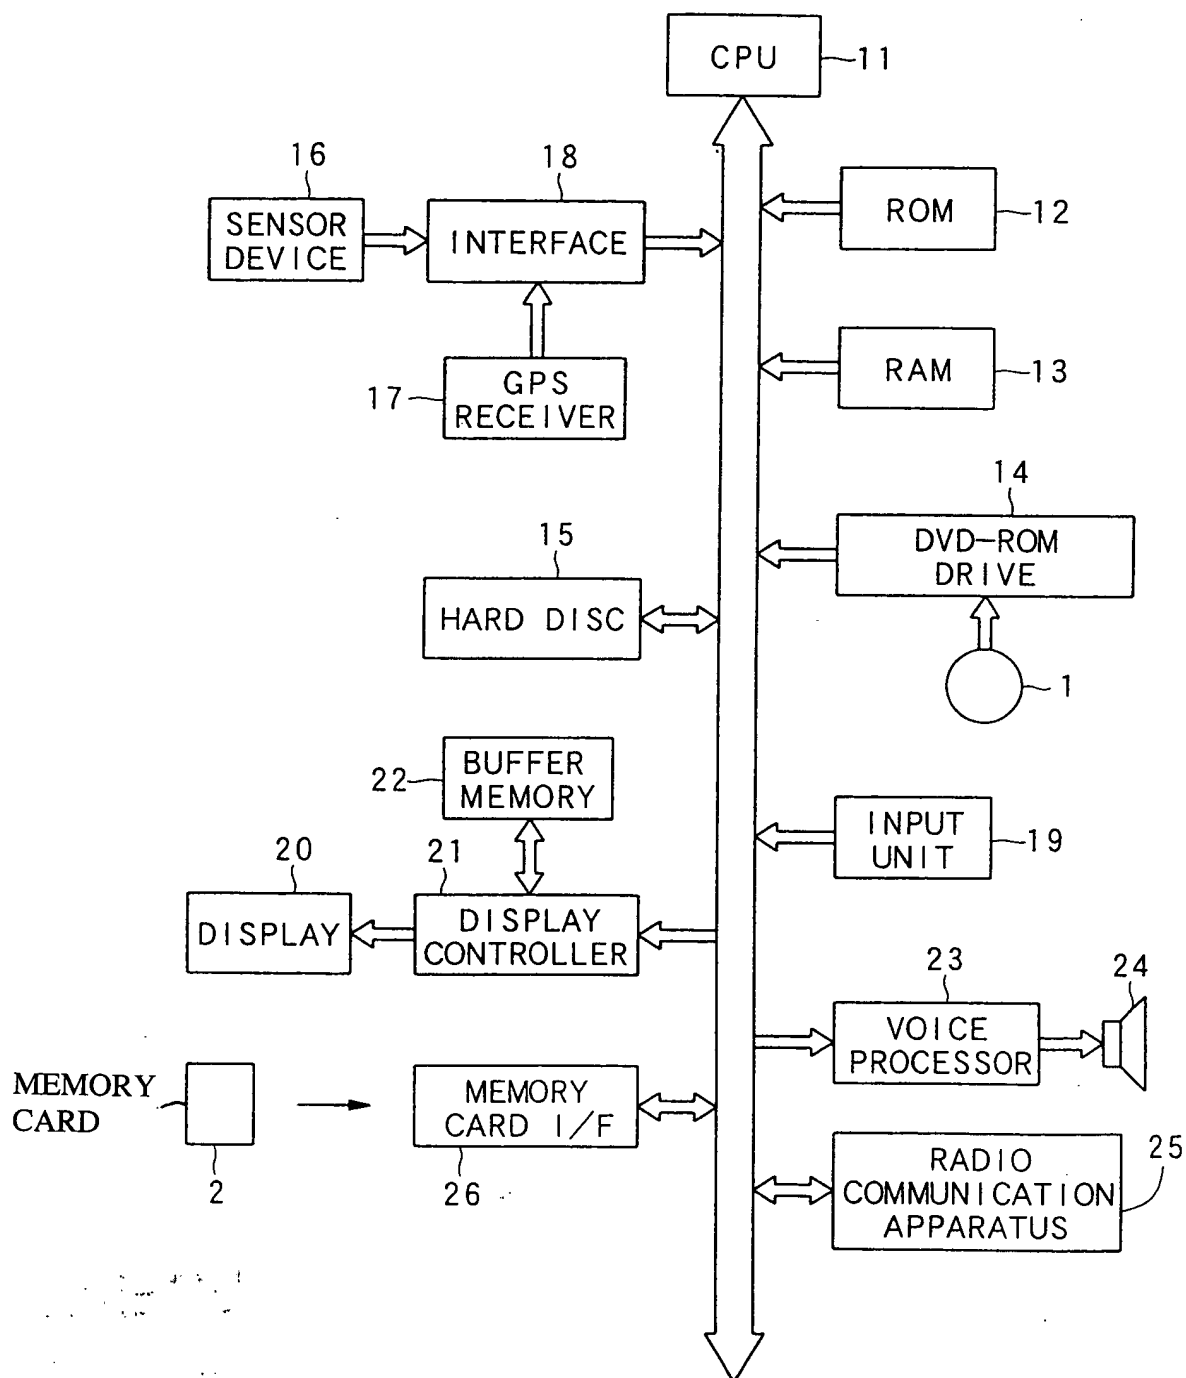 CPU
11
16
18
SENSOR
DEVICE
INTERFACE
ROM
12
17
GPS
RECEIVER
RAM
13
14
DVD-ROM
DRIVE
15
HARD DISC
1
22
BUFFER
MEMORY
INPUT
UNIT
19
20
21
DISPLAY
DISPLAY
CONTROLLER
23
24
VOICE
PROCESSOR
MEMORY
CARD
2
MEMORY
CARD I/F
26
RADIO
COMMUNICATION
APPARATUS
25